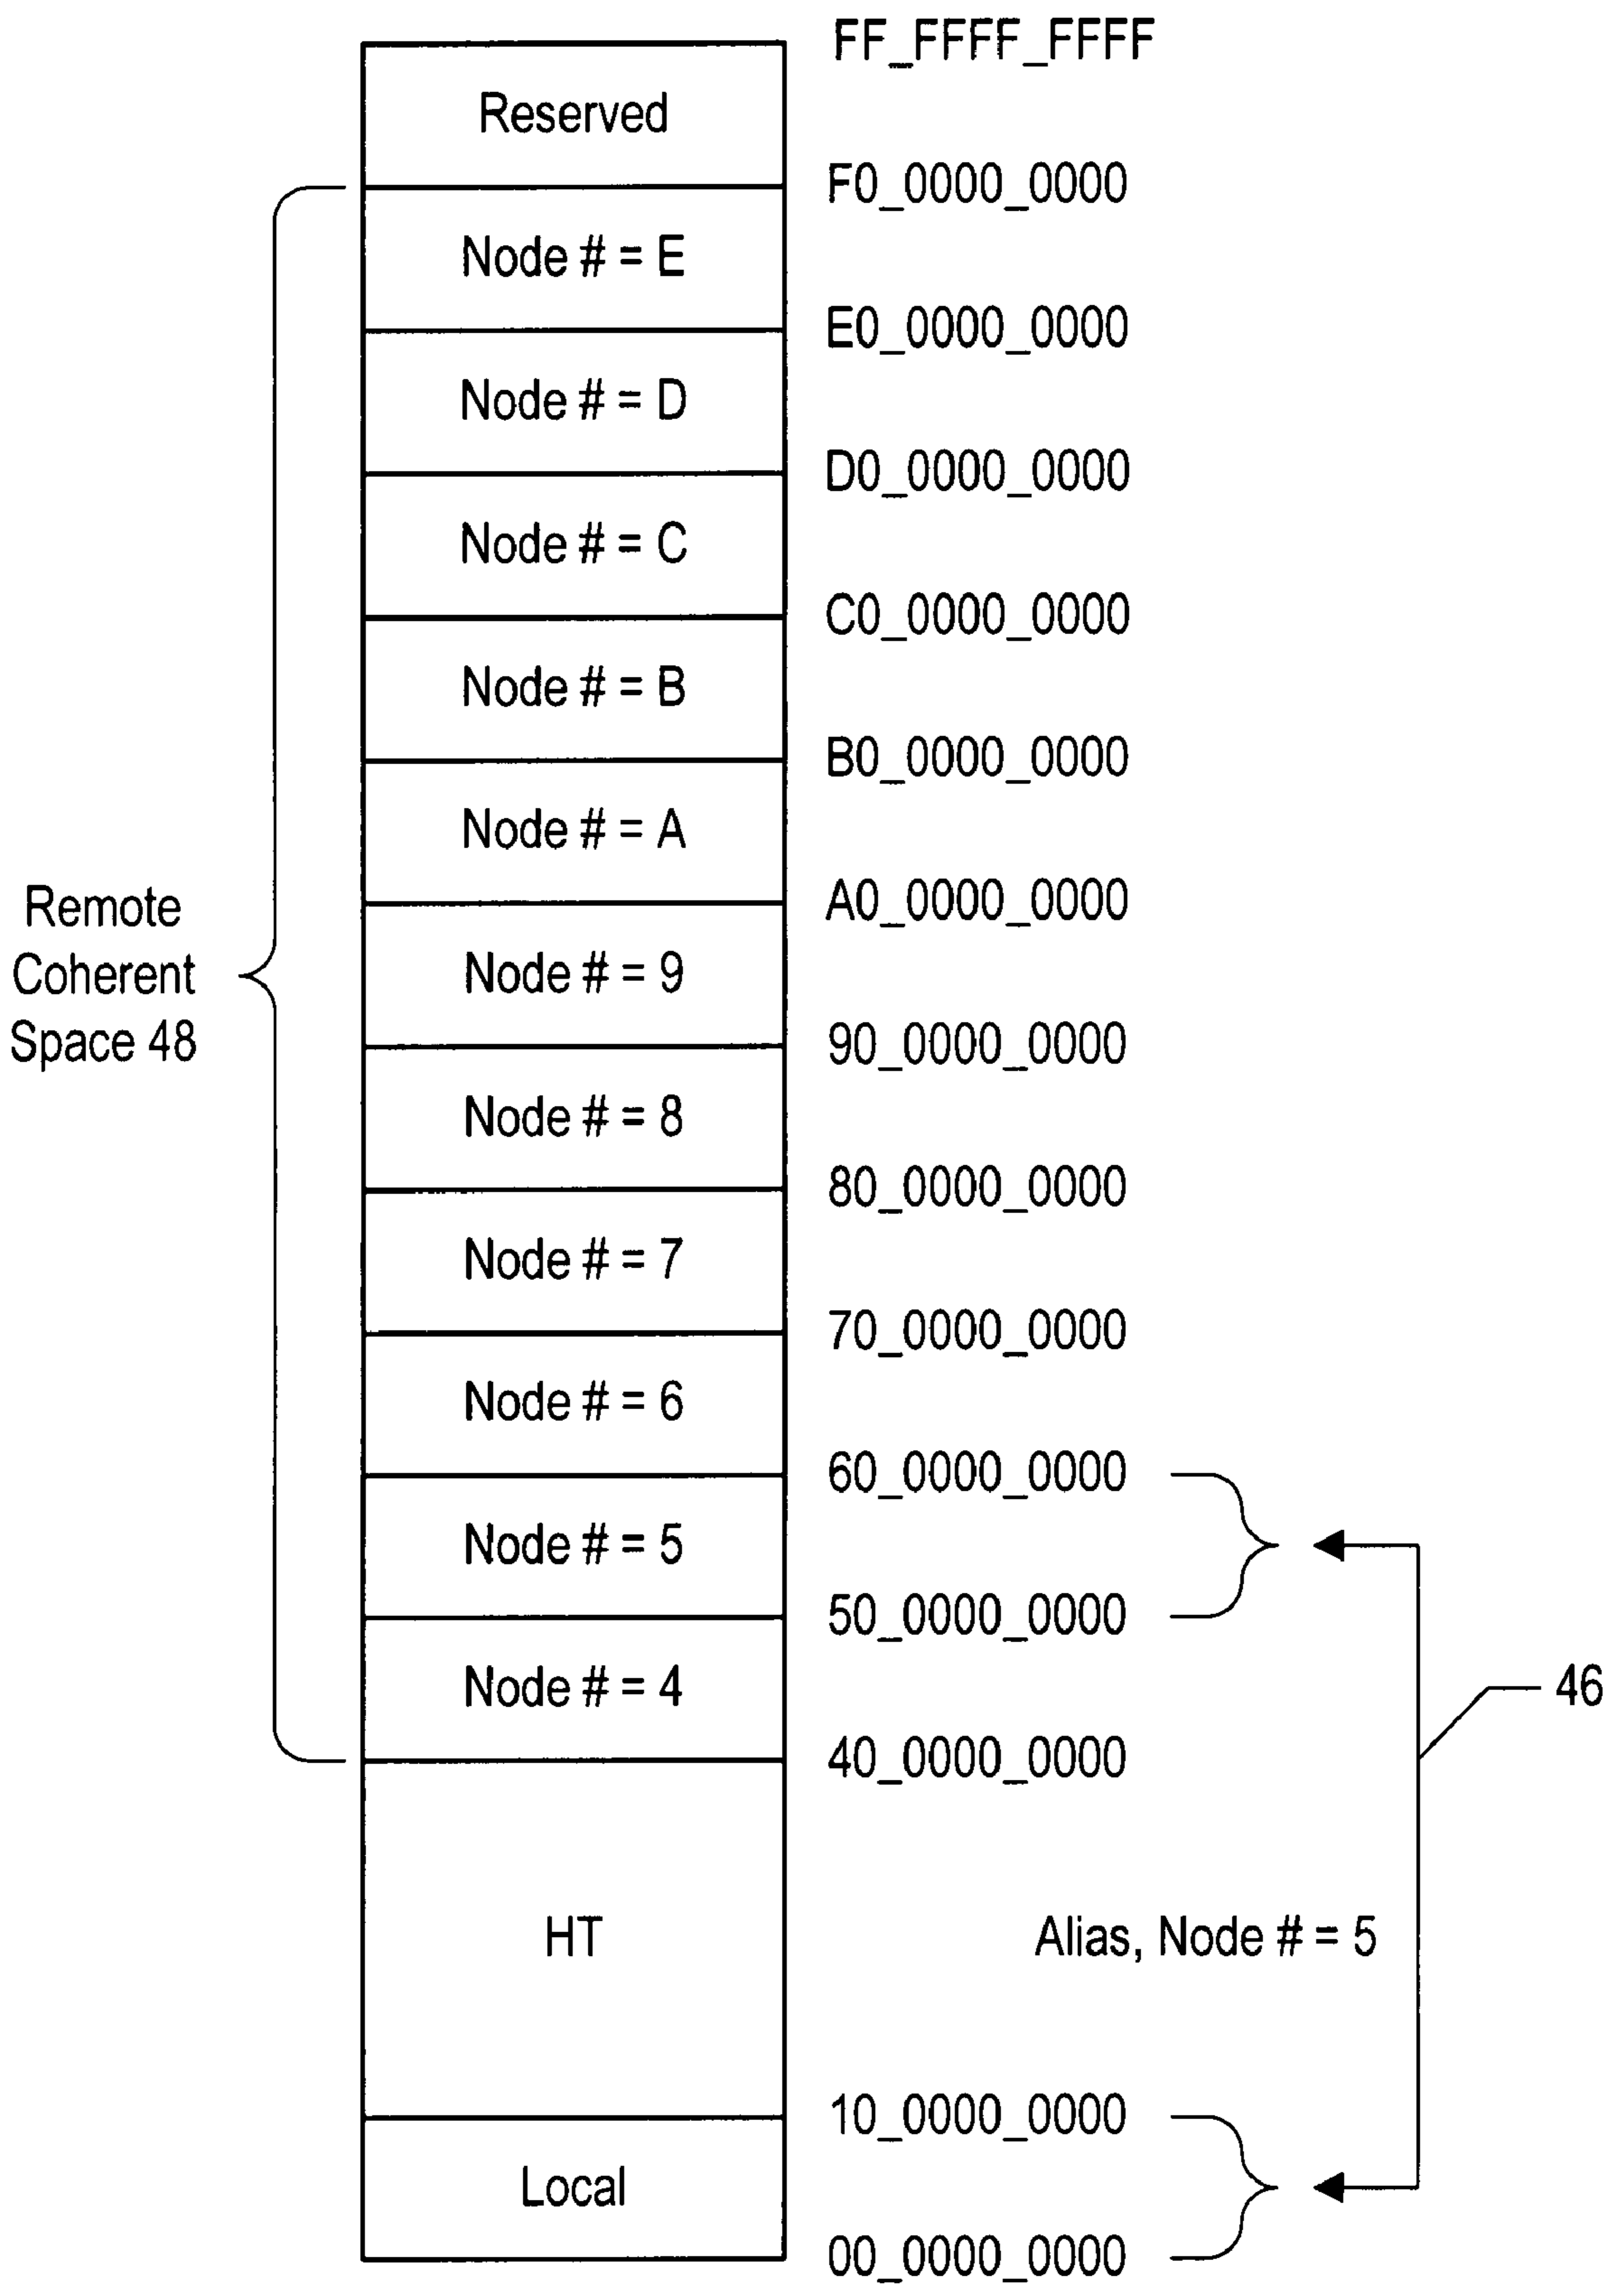 FF_FFFF_FFFF
Reserved
F0_0000_0000
Node # = E
E0_0000_0000
Node # = D
D0_0000_0000
Node # = C
C0_0000_0000
Node # = B
B0_0000_0000
Node # = A
A0_0000_0000
Remote
Coherent
Space 48
Node # = 9
90_0000_0000
Node # = 8
80_0000_0000
Node # = 7
70_0000_0000
Node # = 6
60_0000_0000
Node # = 5
50_0000_0000
Node # = 4
46
40_0000_0000
HT
Alias, Node # = 5
10_0000_0000
Local
00_0000_0000